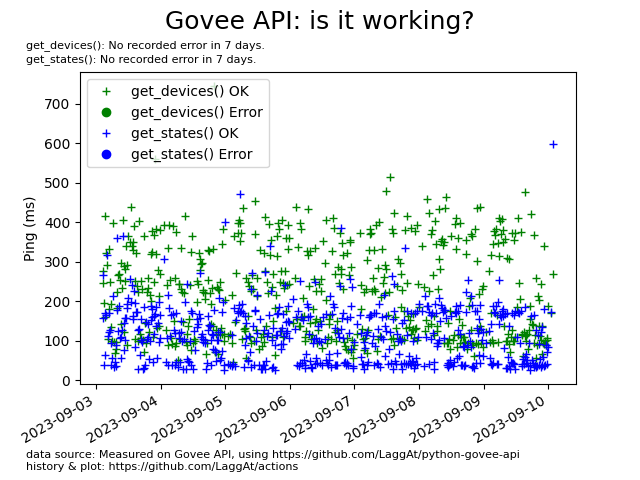 Govee API: is it working?
get_devices(): No recorded error in 7 days.
get_states(): No recorded error in 7 days.
get_devices() OK
get_devices() Error
get_states() OK
get_states() Error
Ping (ms)
700
600
500
400
300
200
100
0
2023-09-03
2023-09-04
2023-09-05
2023-09-06
2023-09-07
2023-09-08
2023-09-09
2023-09-10
data source: Measured on Govee API, using https://github.com/LaggAt/python-govee-api
history & plot: https://github.com/LaggAt/actions